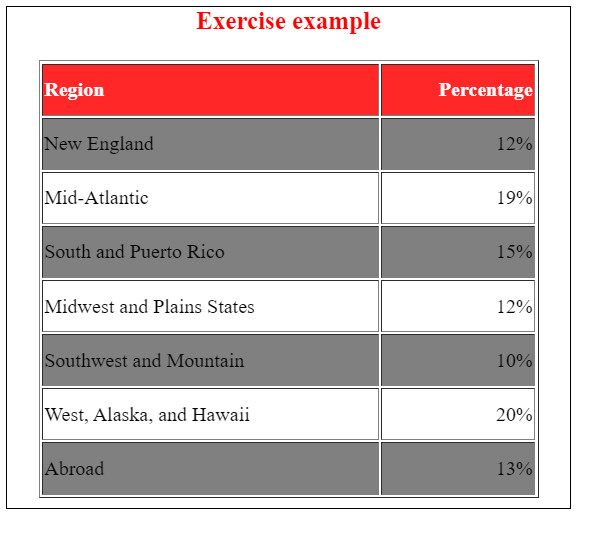 Exercise example
Region Percentage
New England 12%
Mid-Atlantic 19%
South and Puerto Rico 15%
Midwest and Plains States 12%
Southwest and Mountain 10%
West, Alaska, and Hawaii 20%
Abroad 13%